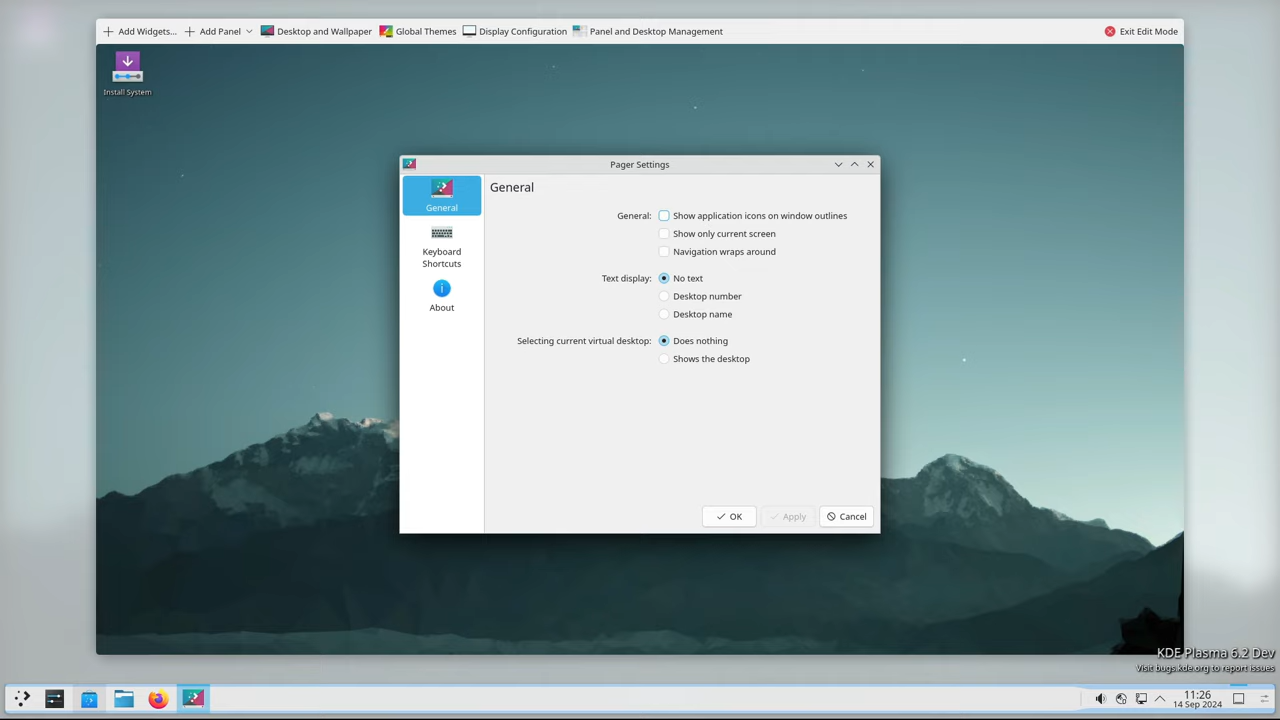 Add Widgets... Add Panel Desktop and Wallpaper Global Themes Display Configuration Panel and Desktop Management Exit Edit Mode
Install System
Pager Settings
General
Keyboard
Shortcuts
About
General
General: Show application icons on window outlines
Show only current screen
Navigation wraps around
Text display: No text
Desktop number
Desktop name
Selecting current virtual desktop: Does nothing
Shows the desktop
OK Apply Cancel
KDE Plasma 6.2 Dev
Visit bugs.kde.org to report issues
11:26
14 Sep 2024